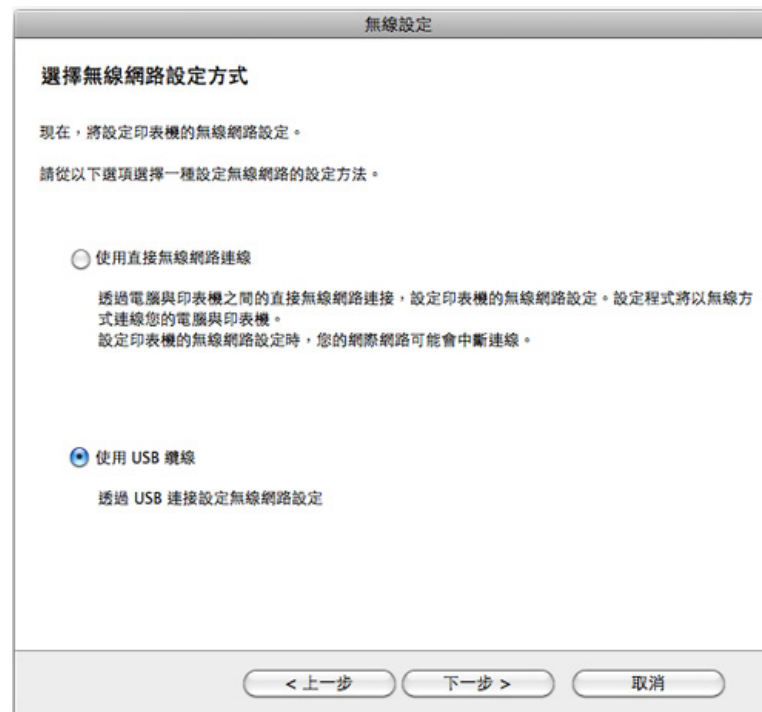 無線設定
選擇無線網路設定方式
現在，將設定印表機的無線網路設定。
請從以下選項選擇一種設定無線網路的設定方法。
使用直接無線網路連線
透過電腦與印表機之間的直接無線網路連接，設定印表機的無線網路設定。設定程式將以無線方
式連線您的電腦與印表機。
設定印表機的無線網路設定時，您的網際網路可能會中斷連線。
使用 USB 纜線
透過 USB 連接設定無線網路設定
< 上一步 下一步 > 取消